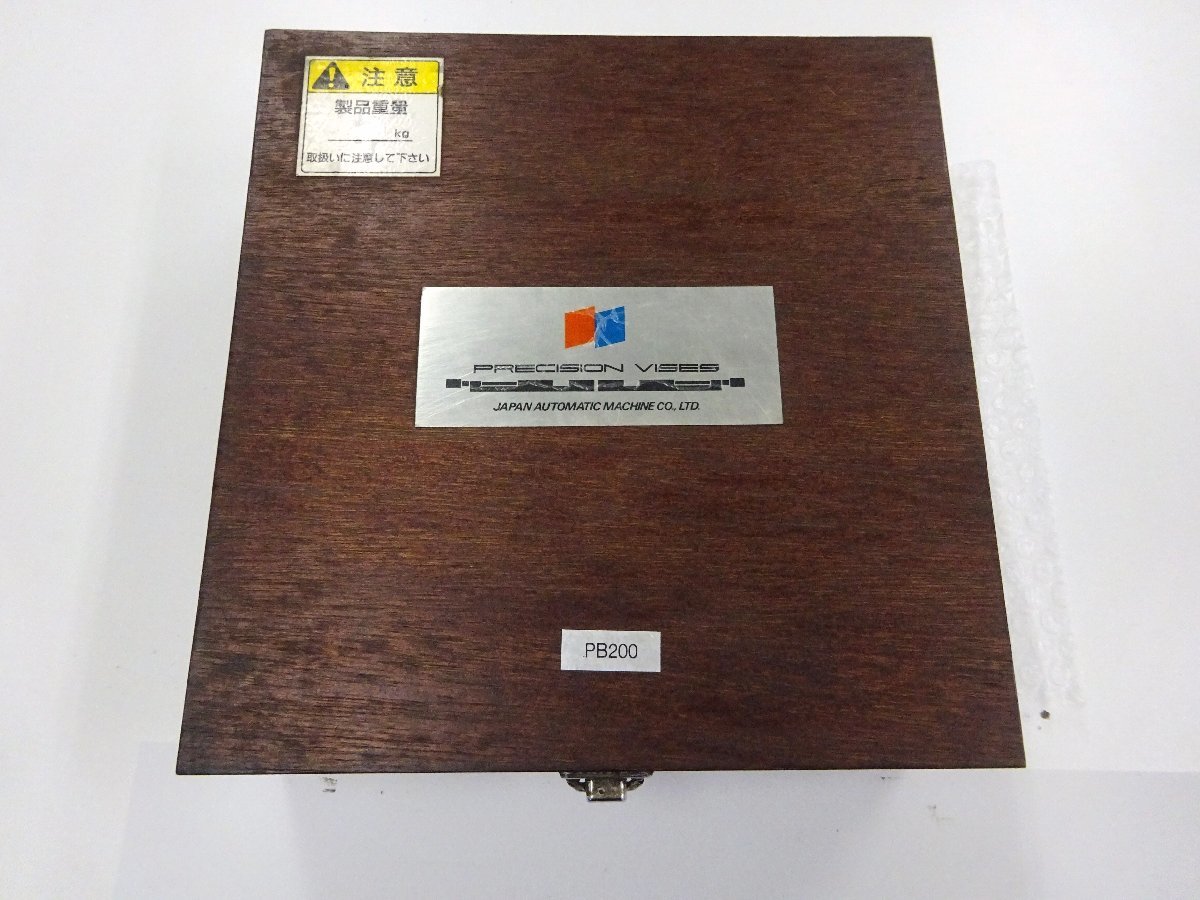 注意
製品重量
kg
取扱いに注意して下さい
PRECISION VISES
JAPAN AUTOMATIC MACHINE CO., LTD.
PB200